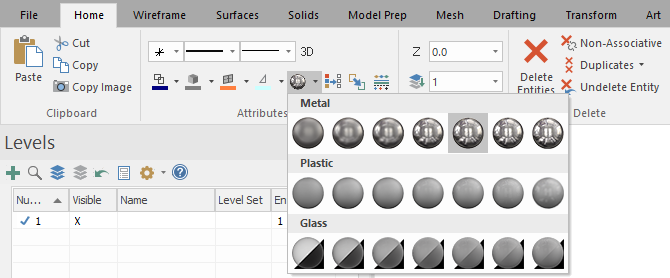 File Home Wireframe Surfaces Solids Model Prep Mesh Drafting Transform Art
Paste
Cut
Copy
Copy Image
Clipboard
3D
Attributes
Z 0.0
1
Delete Entities
Non-Associative
Duplicates
Undelete Entity
Delete
Metal
Plastic
Glass
Levels
Nu... Visible Name Level Set En
1 X 1